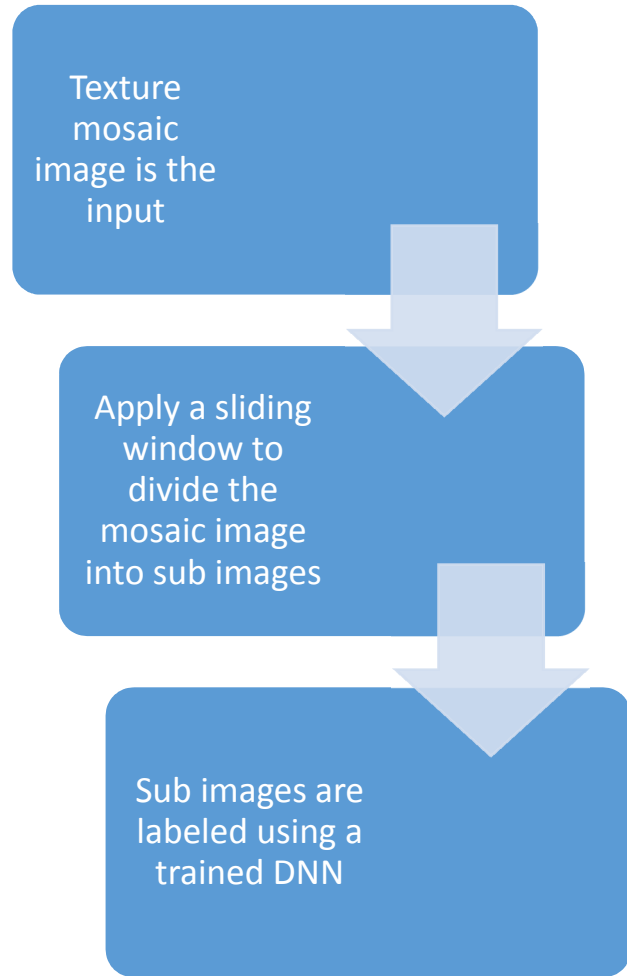 Texture
mosaic
image is the
input
Apply a sliding
window to
divide the
mosaic image
into sub images
Sub images are
labeled using a
trained DNN